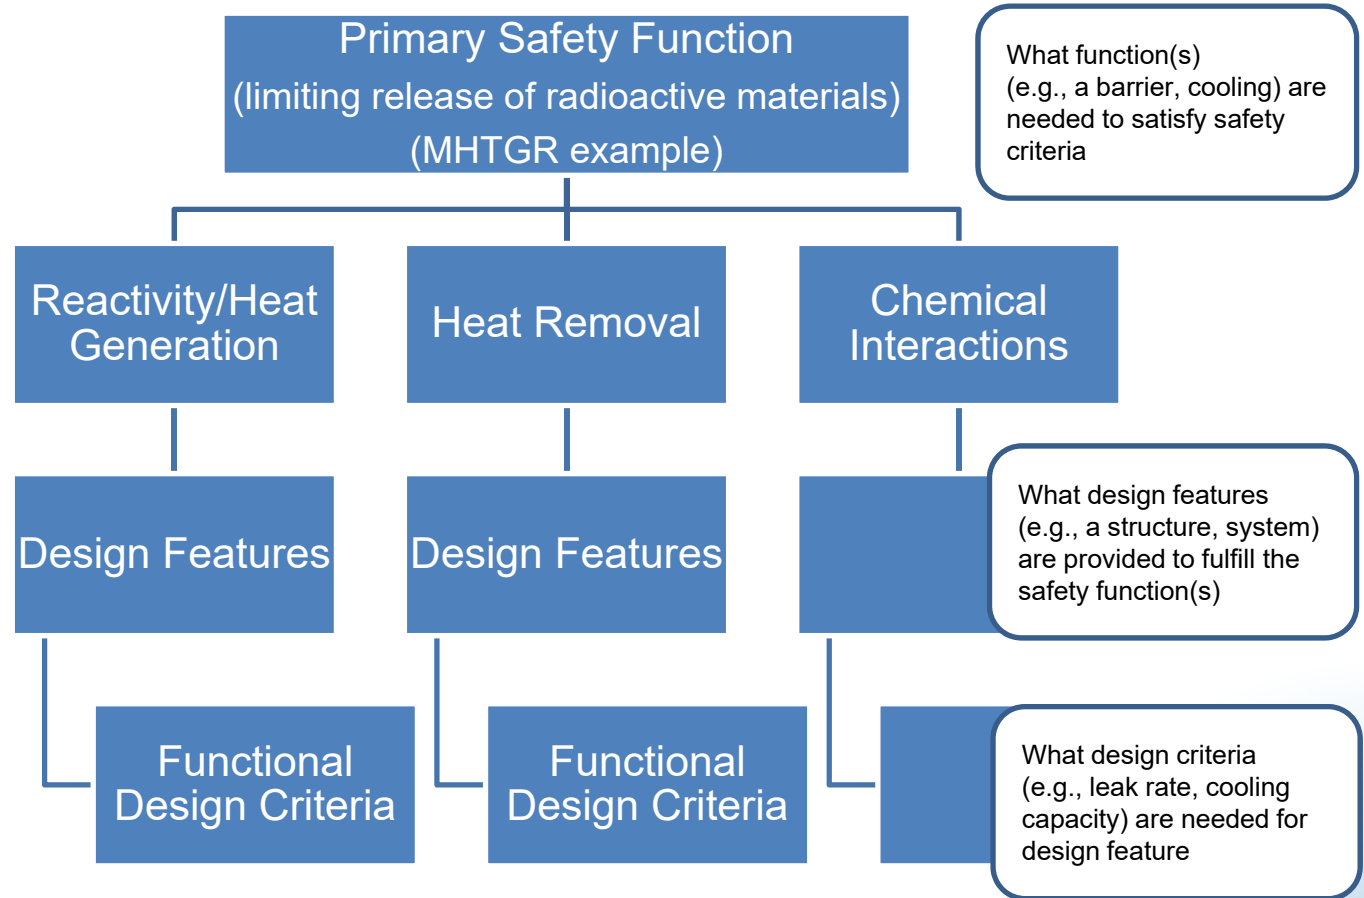 Primary Safety Function
(limiting release of radioactive materials)
(MHTGR example)
What function(s)
(e.g., a barrier, cooling) are
needed to satisfy safety
criteria
Reactivity/Heat
Generation
Heat Removal
Chemical
Interactions
Design Features
Design Features
What design features
(e.g., a structure, system)
are provided to fulfill the
safety function(s)
Functional
Design Criteria
Functional
Design Criteria
What design criteria
(e.g., leak rate, cooling
capacity) are needed for
design feature